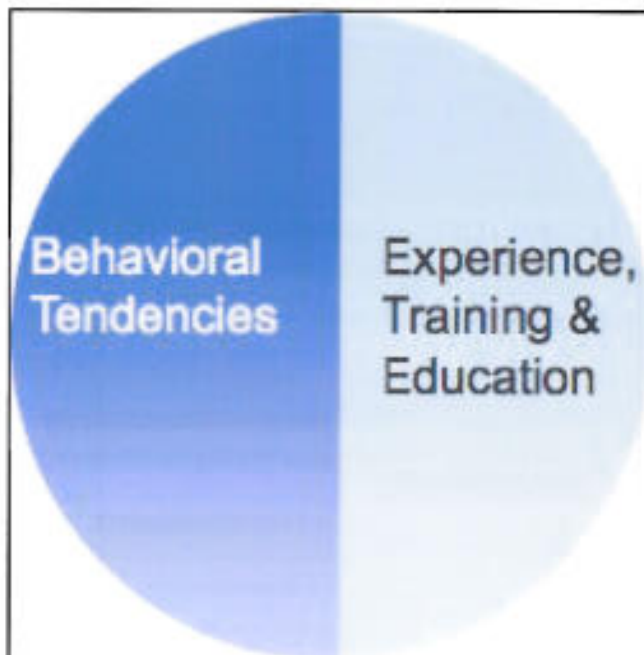 Behavioral
Tendencies
Experience,
Training &
Education